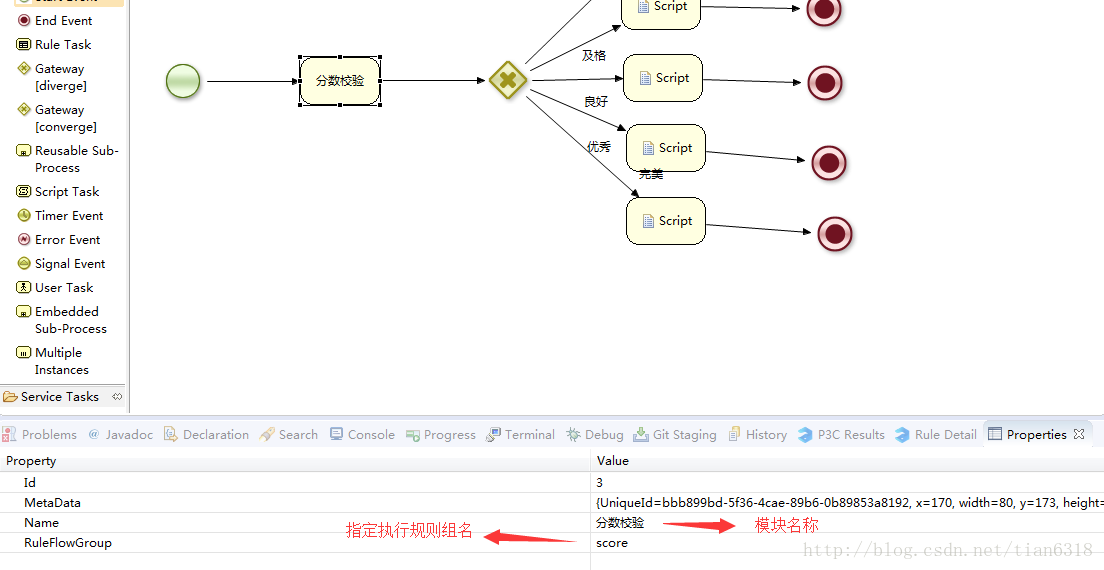 Start Event
End Event
Rule Task
Gateway
[diverge]
Gateway
[converge]
Reusable Sub-
Process
Script Task
Timer Event
Error Event
Signal Event
User Task
Embedded
Sub-Process
Multiple
Instances
Service Tasks
分数校验
Script
及格
Script
良好
Script
优秀
完美
Script
Problems
@ Javadoc
Declaration
Search
Console
Progress
Terminal
Debug
Git Staging
History
P3C Results
Rule Detail
Properties
Property Value
Id 3
MetaData {UniqueId=bbb899bd-5f36-4cae-89b6-0b89853a8192, x=170, width=80, y=173, height=
Name 分数校验 模块名称
RuleFlowGroup 指定执行规则组名 score
http://blog.csdn.net/tian6318